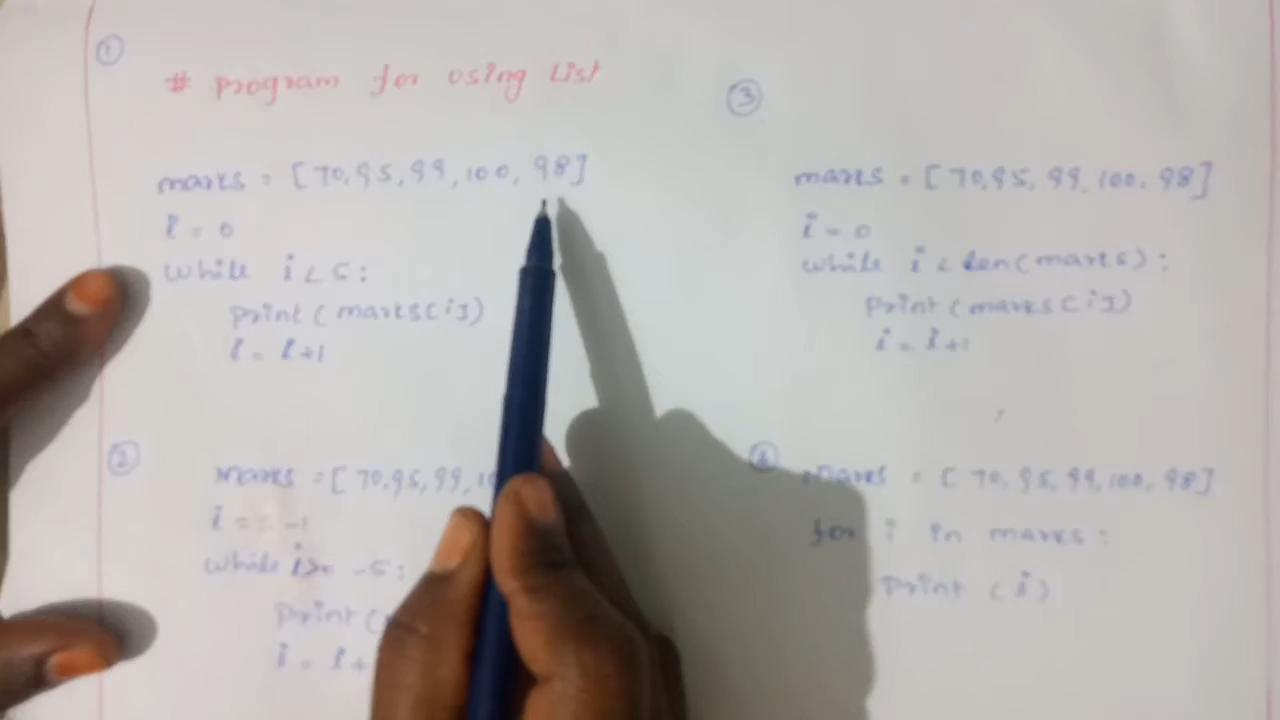 ①
# Program for using List
marks = [70,95,99,100,98]
i = 0
while i < 5:
print(marks[i])
i = i+1
②
marks = [70,95,99,10
i = = -1
while i>= -5:
print(
i = i+
③
marks = [70,95,99,100,98]
i = 0
while i < len(marks):
print(marks[i])
i = i+1
④
marks = [70,95,99,100,98]
for i in marks:
print (i)